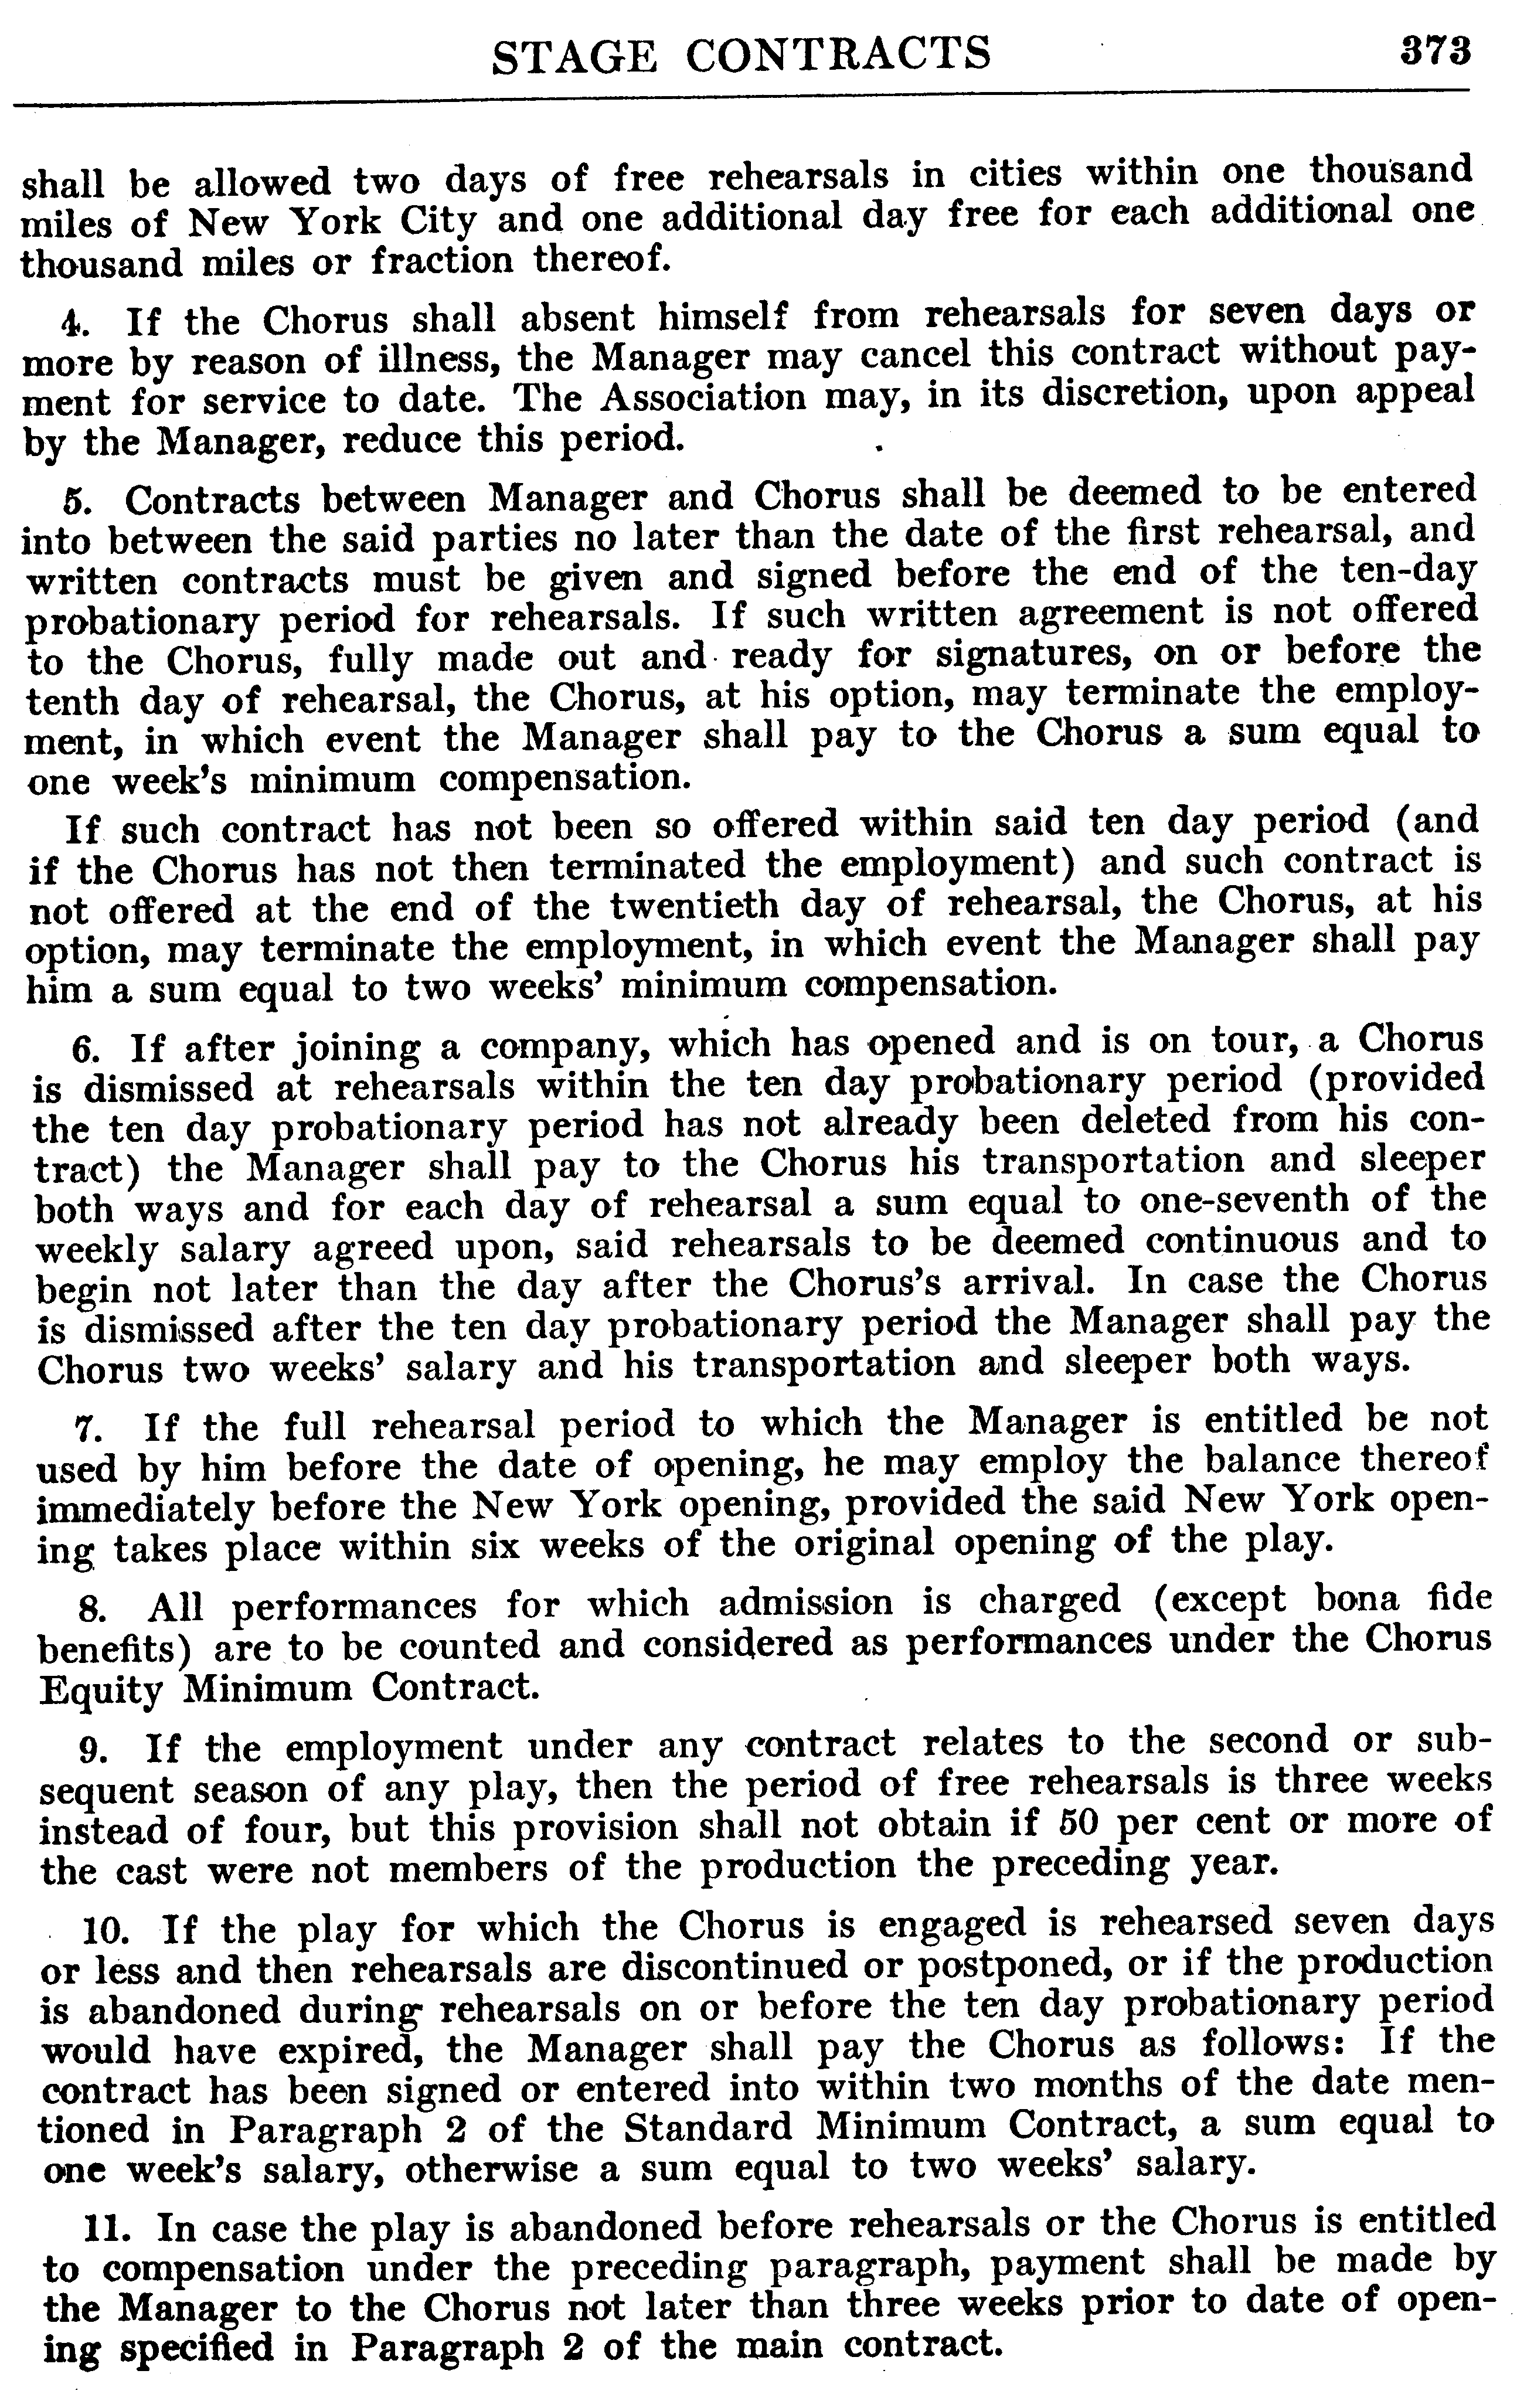 STAGE CONTRACTS 373
shall be allowed two days of free rehearsals in cities within one thousand
miles of New York City and one additional day free for each additional one
thousand miles or fraction thereof.
4. If the Chorus shall absent himself from rehearsals for seven days or
more by reason of illness, the Manager may cancel this contract without pay-
ment for service to date. The Association may, in its discretion, upon appeal
by the Manager, reduce this period.
5. Contracts between Manager and Chorus shall be deemed to be entered
into between the said parties no later than the date of the first rehearsal, and
written contracts must be given and signed before the end of the ten-day
probationary period for rehearsals. If such written agreement is not offered
to the Chorus, fully made out and ready for signatures, on or before the
tenth day of rehearsal, the Chorus, at his option, may terminate the employ-
ment, in which event the Manager shall pay to the Chorus a sum equal to
one week's minimum compensation.
If such contract has not been so offered within said ten day period (and
if the Chorus has not then terminated the employment) and such contract is
not offered at the end of the twentieth day of rehearsal, the Chorus, at his
option, may terminate the employment, in which event the Manager shall pay
him a sum equal to two weeks' minimum compensation.
6. If after joining a company, which has opened and is on tour, a Chorus
is dismissed at rehearsals within the ten day probationary period (provided
the ten day probationary period has not already been deleted from his con-
tract) the Manager shall pay to the Chorus his transportation and sleeper
both ways and for each day of rehearsal a sum equal to one-seventh of the
weekly salary agreed upon, said rehearsals to be deemed continuous and to
begin not later than the day after the Chorus's arrival. In case the Chorus
is dismissed after the ten day probationary period the Manager shall pay the
Chorus two weeks' salary and his transportation and sleeper both ways.
7. If the full rehearsal period to which the Manager is entitled be not
used by him before the date of opening, he may employ the balance thereof
immediately before the New York opening, provided the said New York open-
ing takes place within six weeks of the original opening of the play.
8. All performances for which admission is charged (except bona fide
benefits) are to be counted and considered as performances under the Chorus
Equity Minimum Contract.
9. If the employment under any contract relates to the second or sub-
sequent season of any play, then the period of free rehearsals is three weeks
instead of four, but this provision shall not obtain if 50 per cent or more of
the cast were not members of the production the preceding year.
10. If the play for which the Chorus is engaged is rehearsed seven days
or less and then rehearsals are discontinued or postponed, or if the production
is abandoned during rehearsals on or before the ten day probationary period
would have expired, the Manager shall pay the Chorus as follows: If the
contract has been signed or entered into within two months of the date men-
tioned in Paragraph 2 of the Standard Minimum Contract, a sum equal to
one week's salary, otherwise a sum equal to two weeks' salary.
11. In case the play is abandoned before rehearsals or the Chorus is entitled
to compensation under the preceding paragraph, payment shall be made by
the Manager to the Chorus not later than three weeks prior to date of open-
ing specified in Paragraph 2 of the main contract.